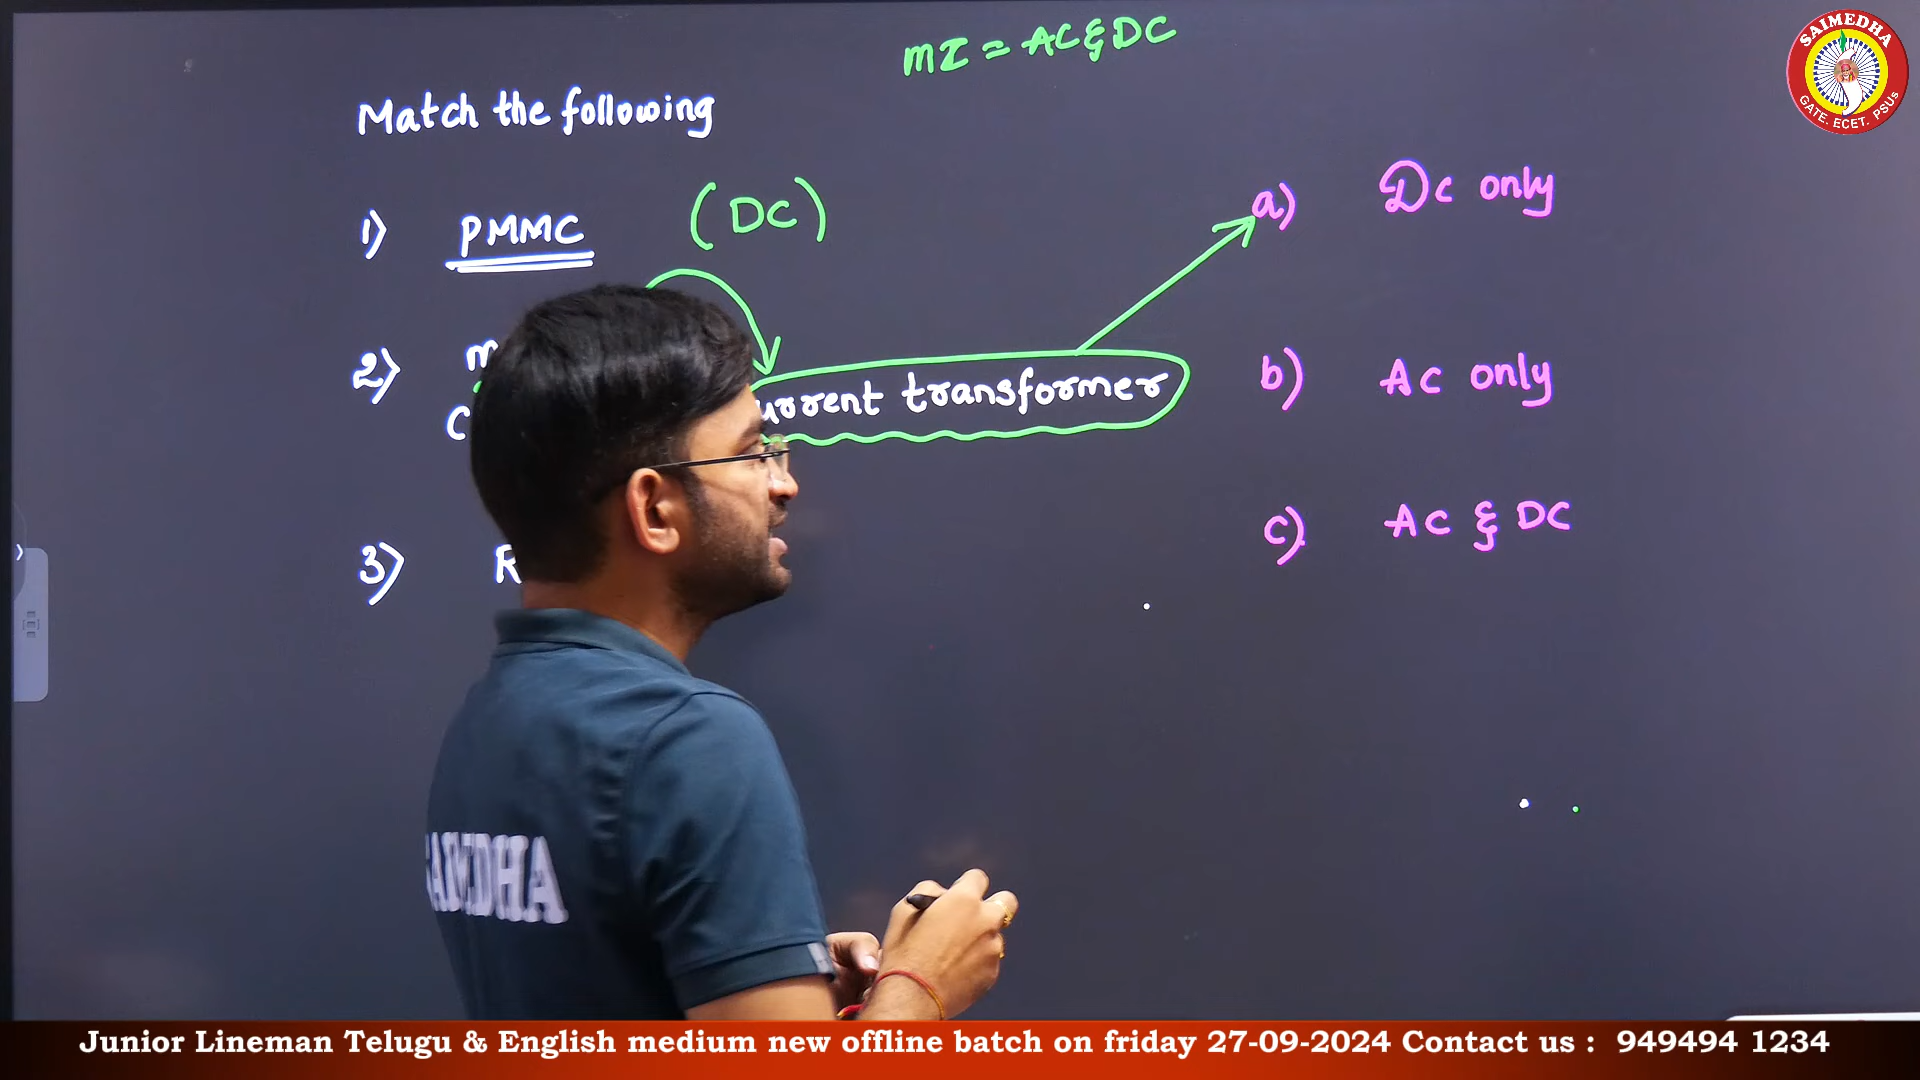 MI = AC & DC
SAIMEDHA
GATE. ECET. PSUs
Match the following
1) PMMC (DC) a) DC only
2) b) AC only
current transformer
3) c) AC & DC
SAIMEDHA
Junior Lineman Telugu & English medium new offline batch on friday 27-09-2024 Contact us : 949494 1234